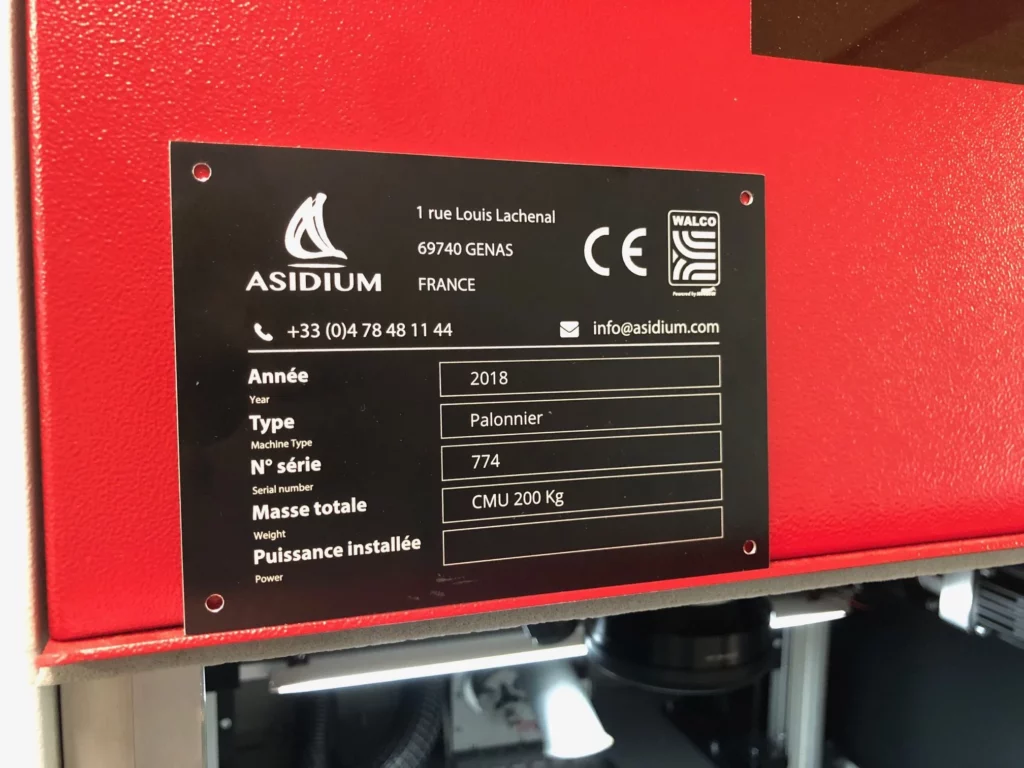 ASIDIUM
1 rue Louis Lachenal
69740 GENAS
FRANCE
CE
WALCO
Powered by
+33 (0)4 78 48 11 44
info@asidium.com
Année
Year
2018
Type
Machine Type
Palonnier
N° série
Serial number
774
Masse totale
Weight
CMU 200 Kg
Puissance installée
Power